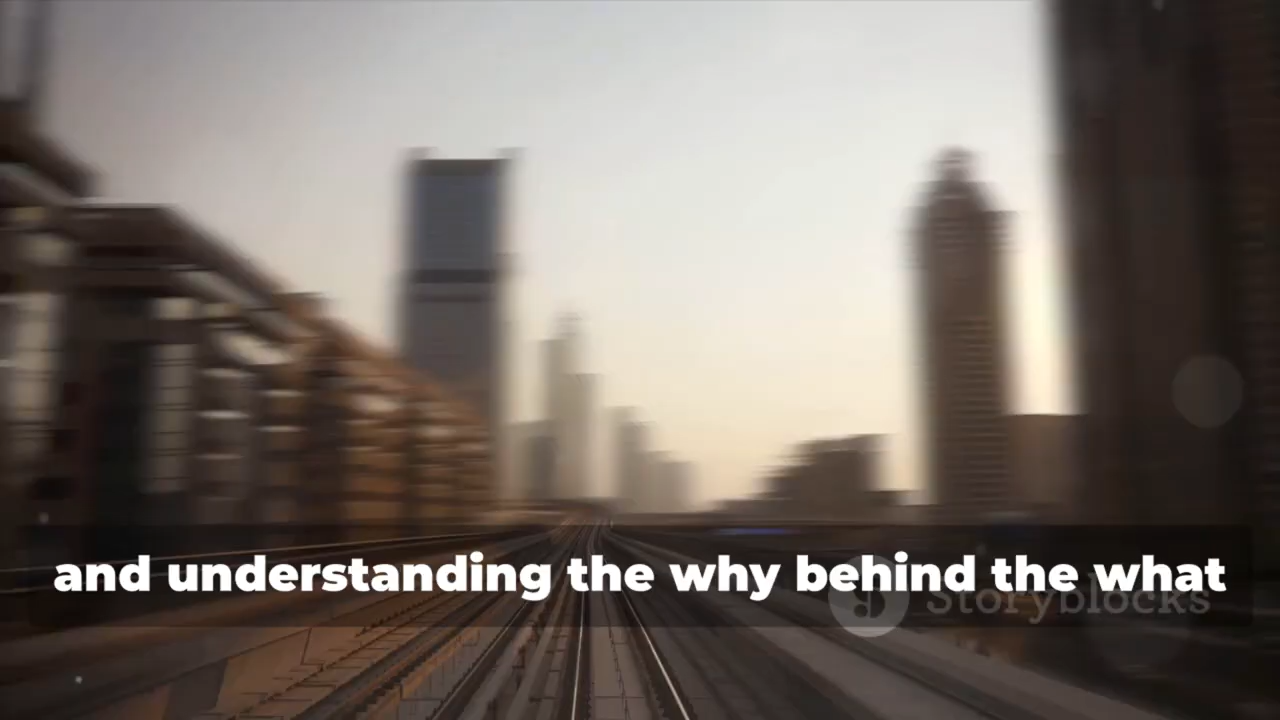 and understanding the why behind the what
Storyblocks